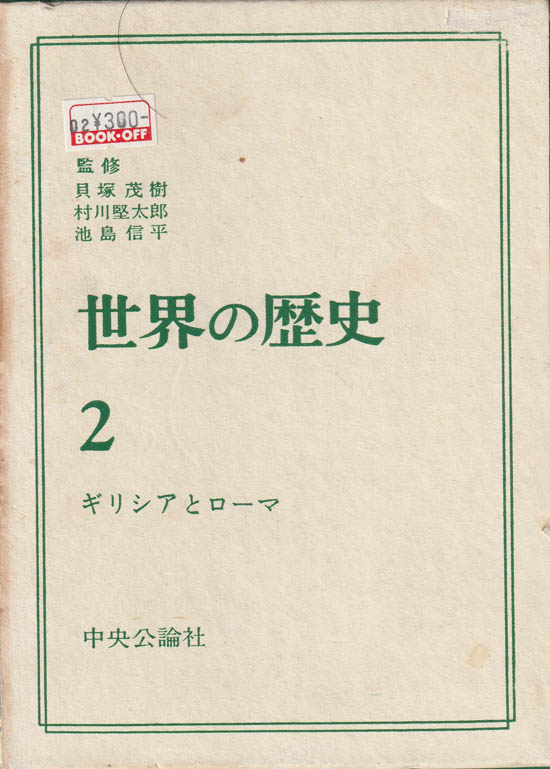 02¥300-
BOOK・OFF
監修
貝塚茂樹
村川堅太郎
池島信平
世界の歴史
2
ギリシアとローマ
中央公論社